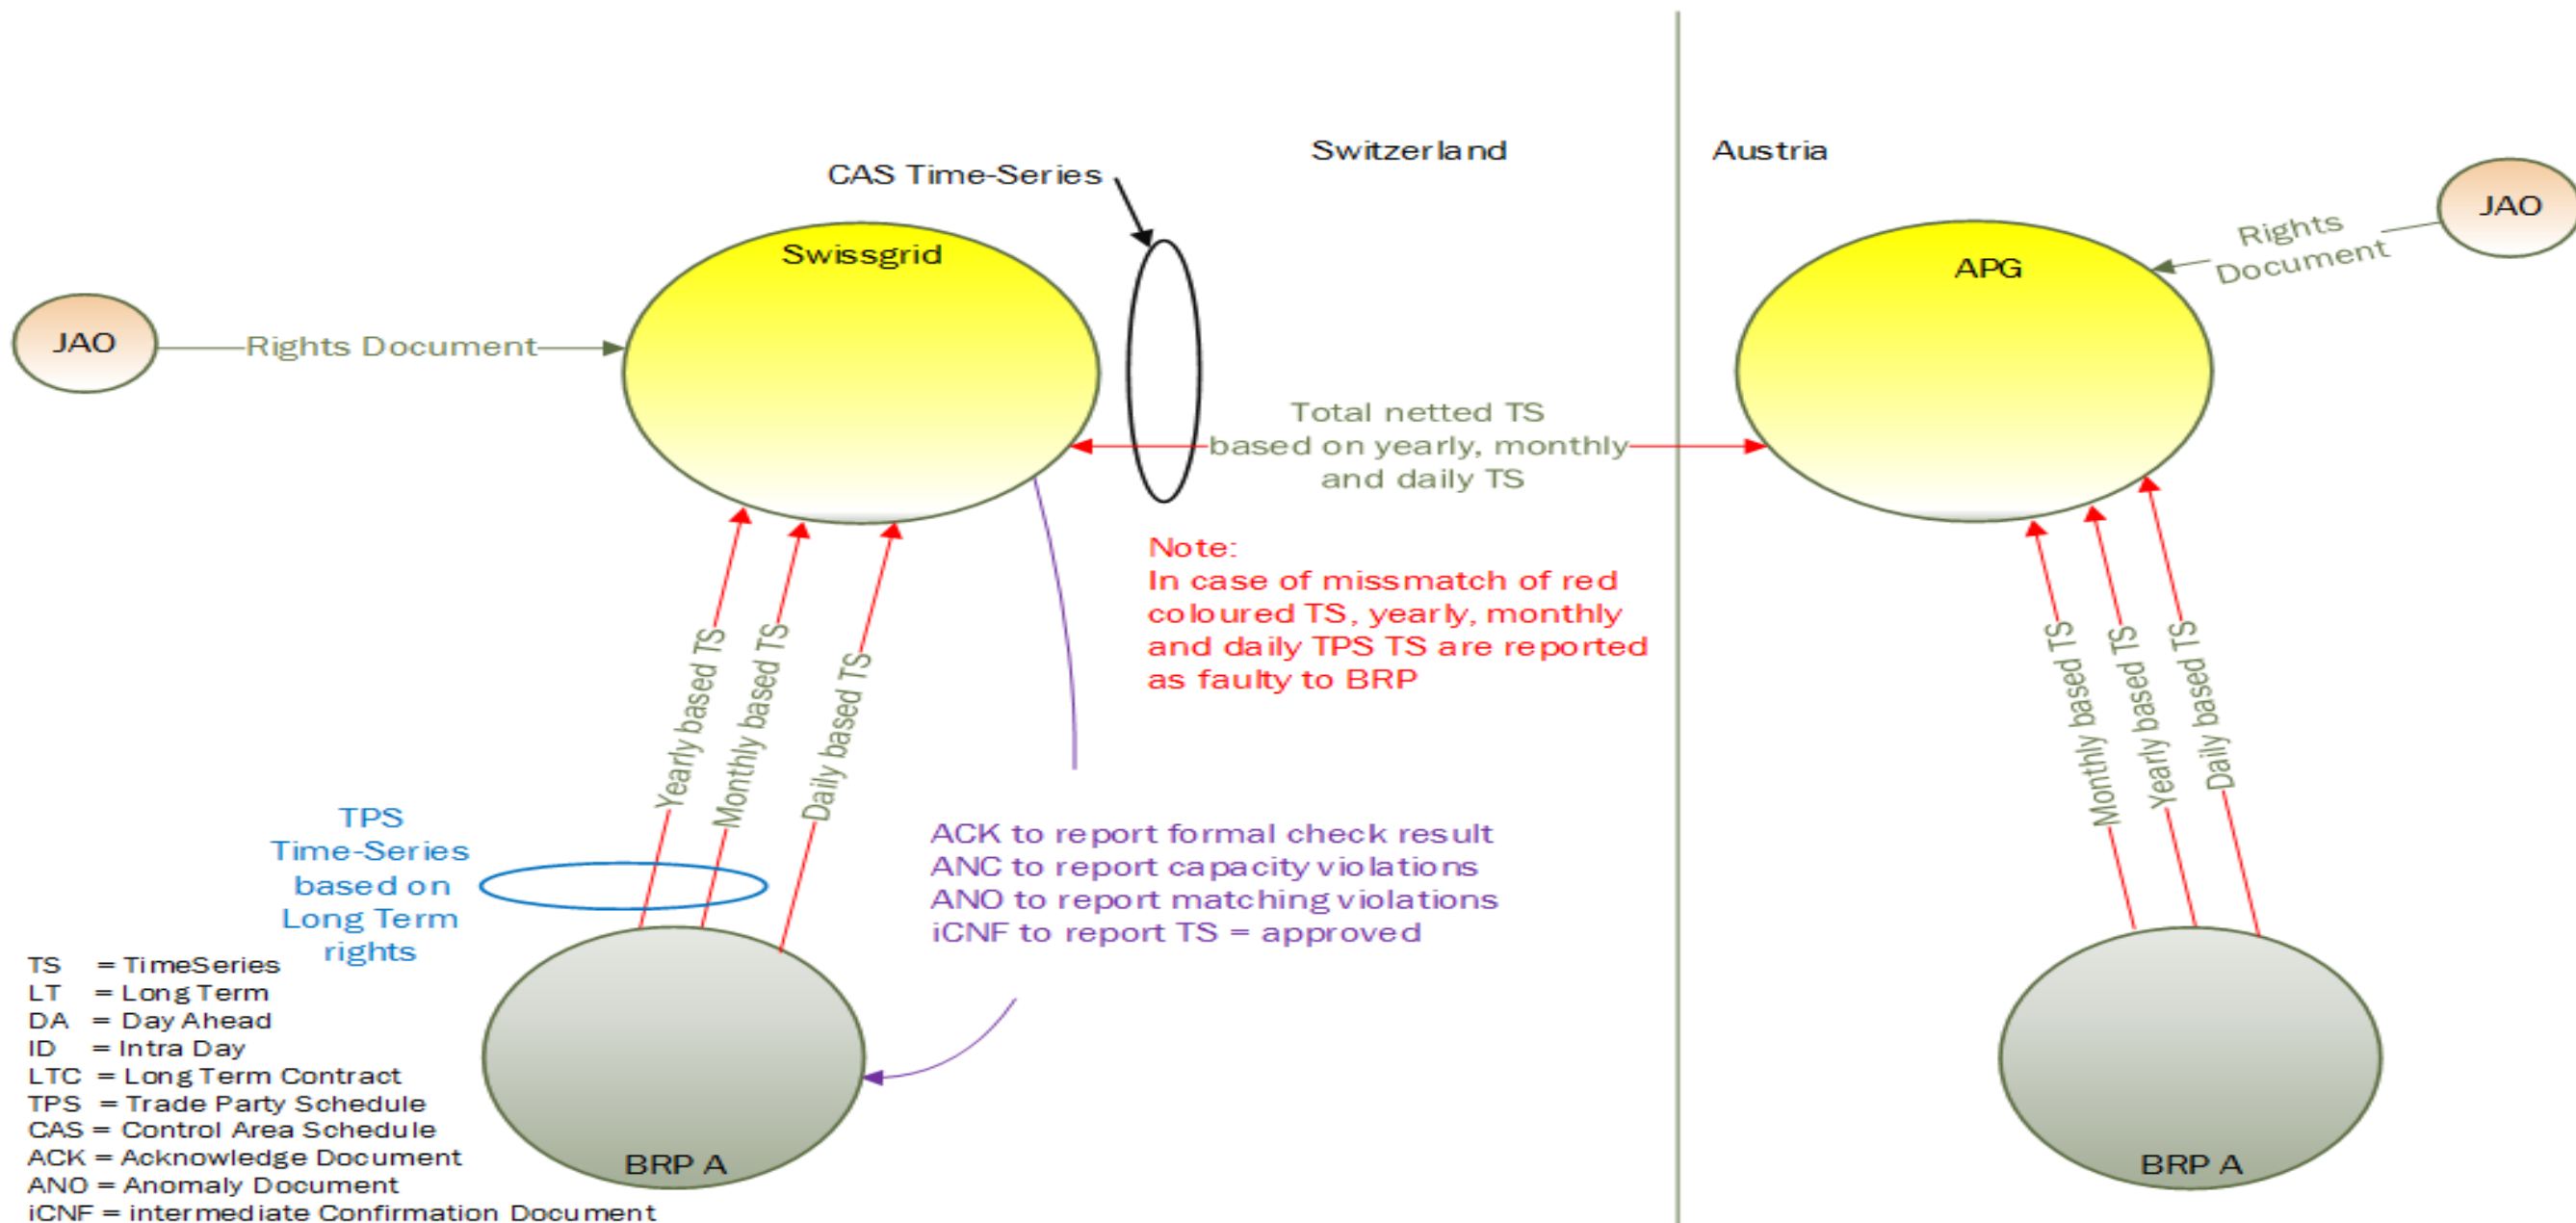 Switzerland
Austria
CAS Time-Series
JAO
Rights
Document
Swissgrid
APG
JAO
Rights Document
Total netted TS
based on yearly, monthly
and daily TS
Note:
In case of missmatch of red
coloured TS, yearly, monthly
and daily TPS TS are reported
as faulty to BRP
Yearly based TS
Monthly based TS
Daily based TS
Monthly based TS
Yearly based TS
Daily based TS
TPS
Time-Series
based on
Long Term
rights
ACK to report formal check result
ANC to report capacity violations
ANO to report matching violations
iCNF to report TS = approved
TS = TimeSeries
LT = Long Term
DA = Day Ahead
ID = Intra Day
LTC = Long Term Contract
TPS = Trade Party Schedule
CAS = Control Area Schedule
ACK = Acknowledge Document
ANO = Anomaly Document
iCNF = intermediate Confirmation Document
BRP A
BRP A